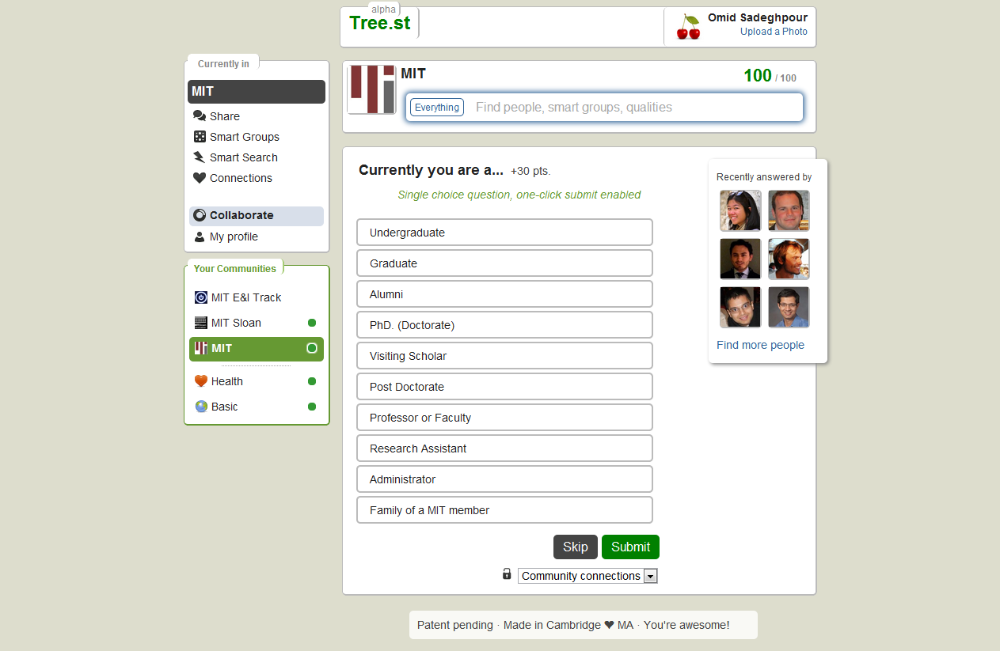 alpha
Tree.st
Omid Sadeghpour
Upload a Photo
Currently in
MIT
Share
Smart Groups
Smart Search
Connections
Collaborate
My profile
Your Communities
MIT E&I Track
MIT Sloan
MIT
Health
Basic
MIT
100 / 100
Everything Find people, smart groups, qualities
Currently you are a... +30 pts.
Single choice question, one-click submit enabled
Undergraduate
Graduate
Alumni
PhD. (Doctorate)
Visiting Scholar
Post Doctorate
Professor or Faculty
Research Assistant
Administrator
Family of a MIT member
Skip Submit
Community connections
Recently answered by
Find more people
Patent pending · Made in Cambridge ♥ MA · You're awesome!